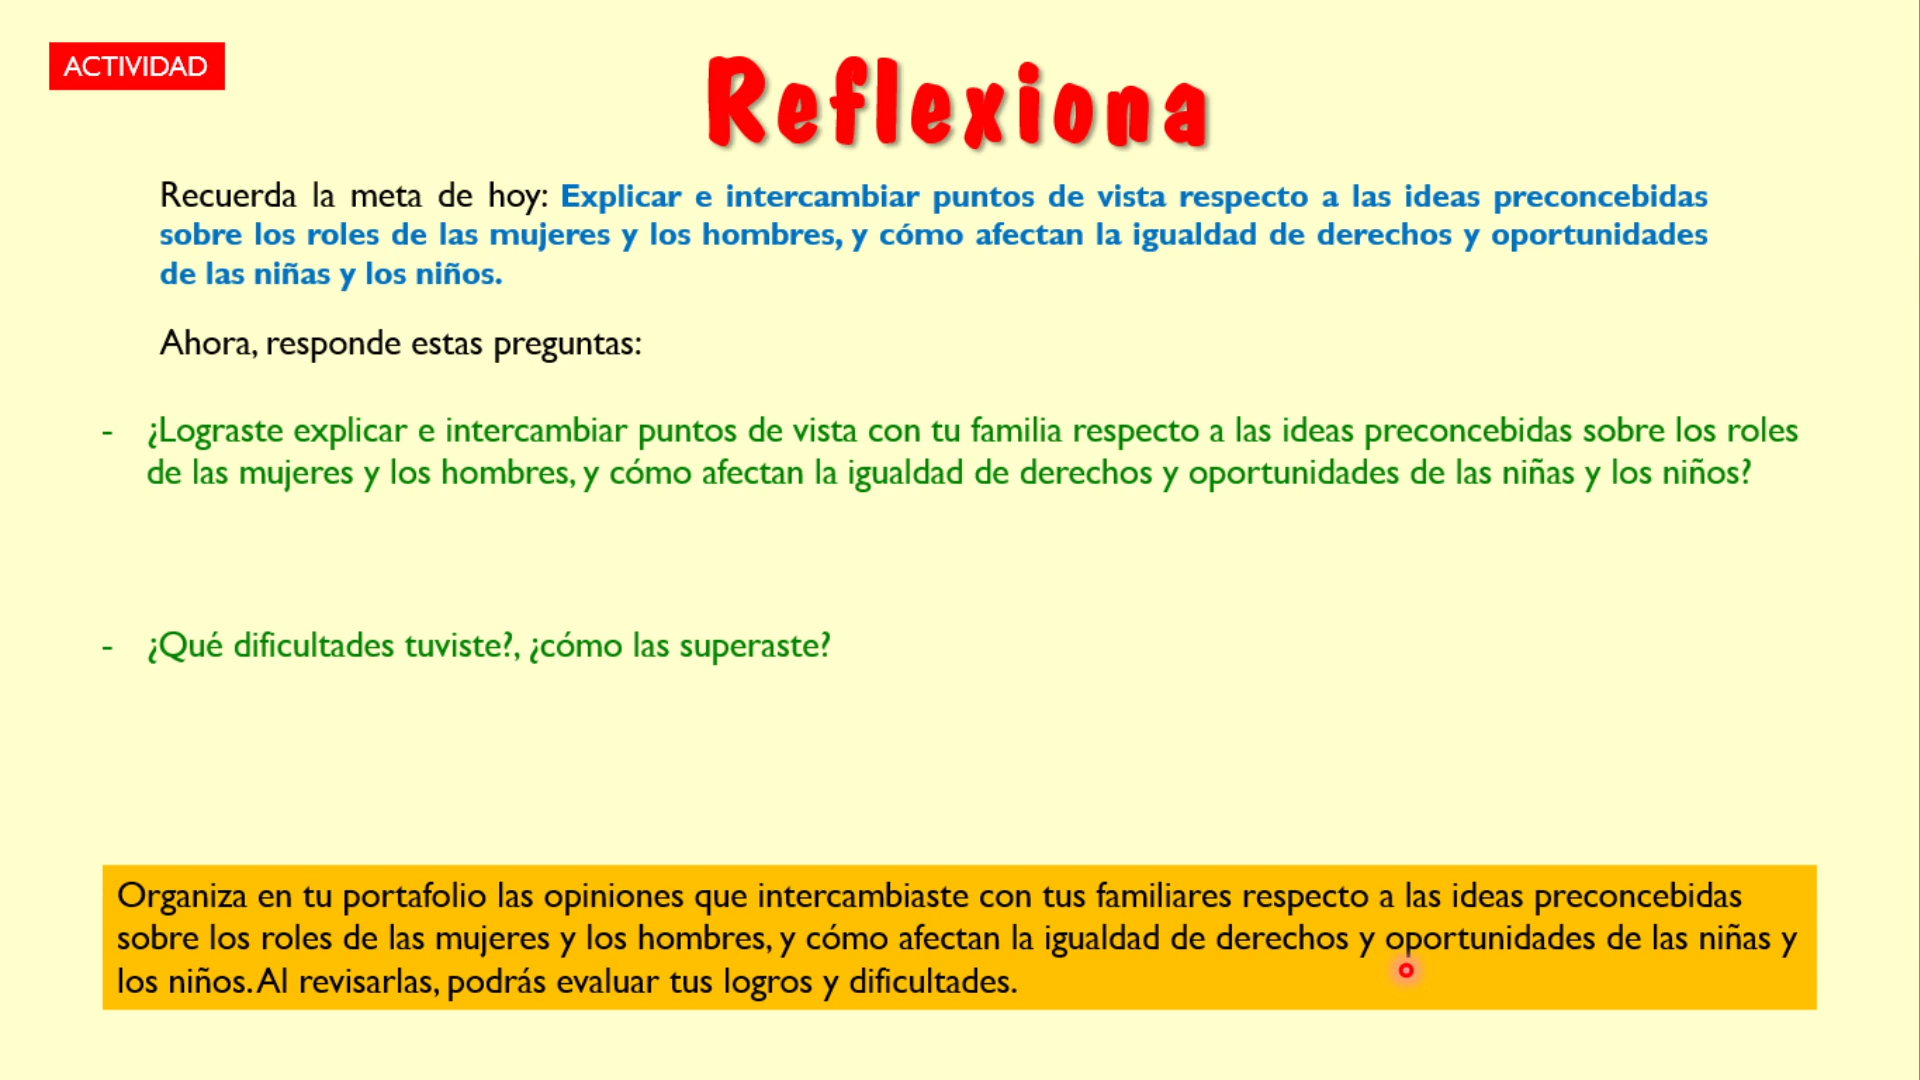 ACTIVIDAD
Reflexiona
Recuerda la meta de hoy: Explicar e intercambiar puntos de vista respecto a las ideas preconcebidas
sobre los roles de las mujeres y los hombres, y cómo afectan la igualdad de derechos y oportunidades
de las niñas y los niños.
Ahora, responde estas preguntas:
- ¿Lograste explicar e intercambiar puntos de vista con tu familia respecto a las ideas preconcebidas sobre los roles
de las mujeres y los hombres, y cómo afectan la igualdad de derechos y oportunidades de las niñas y los niños?
- ¿Qué dificultades tuviste?, ¿cómo las superaste?
Organiza en tu portafolio las opiniones que intercambiaste con tus familiares respecto a las ideas preconcebidas
sobre los roles de las mujeres y los hombres, y cómo afectan la igualdad de derechos y oportunidades de las niñas y
los niños. Al revisarlas, podrás evaluar tus logros y dificultades.